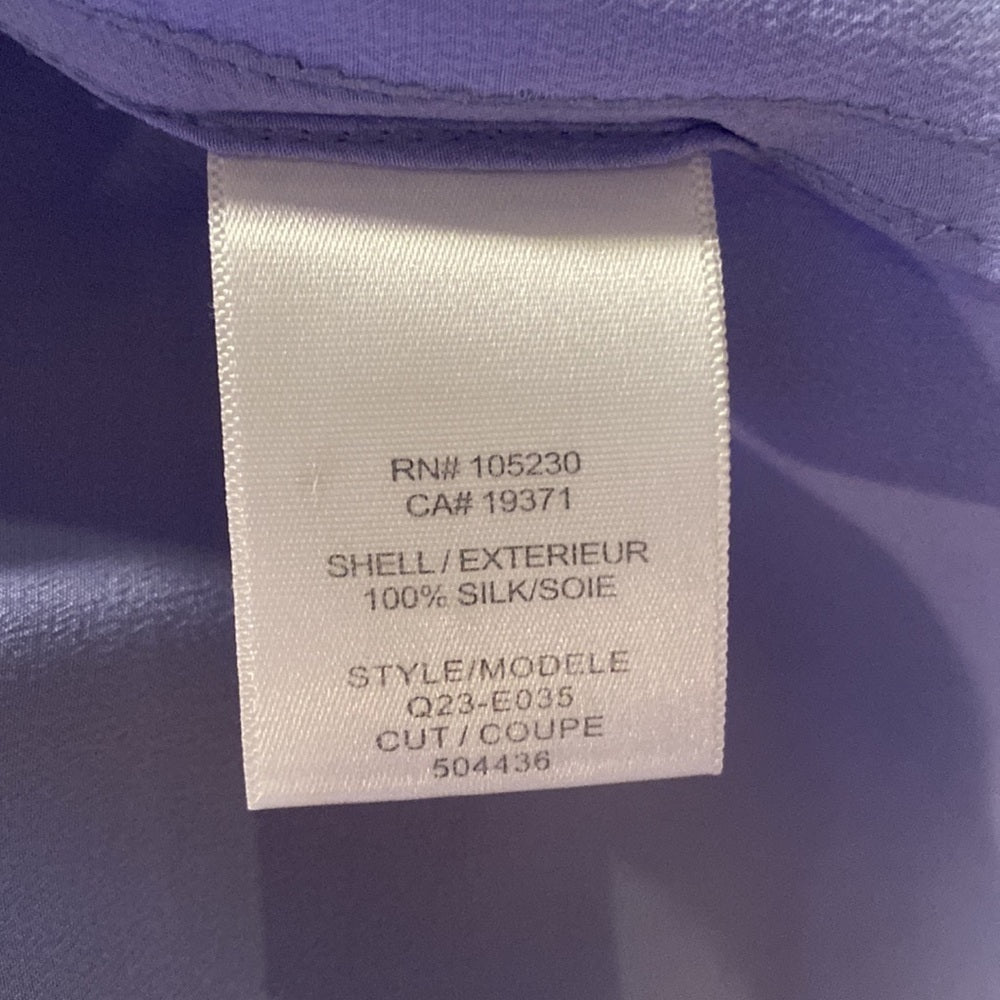 RN# 105230
CA# 19371
SHELL / EXTERIEUR
100% SILK/SOIE
STYLE/MODELE
Q23-E035
CUT / COUPE
504436